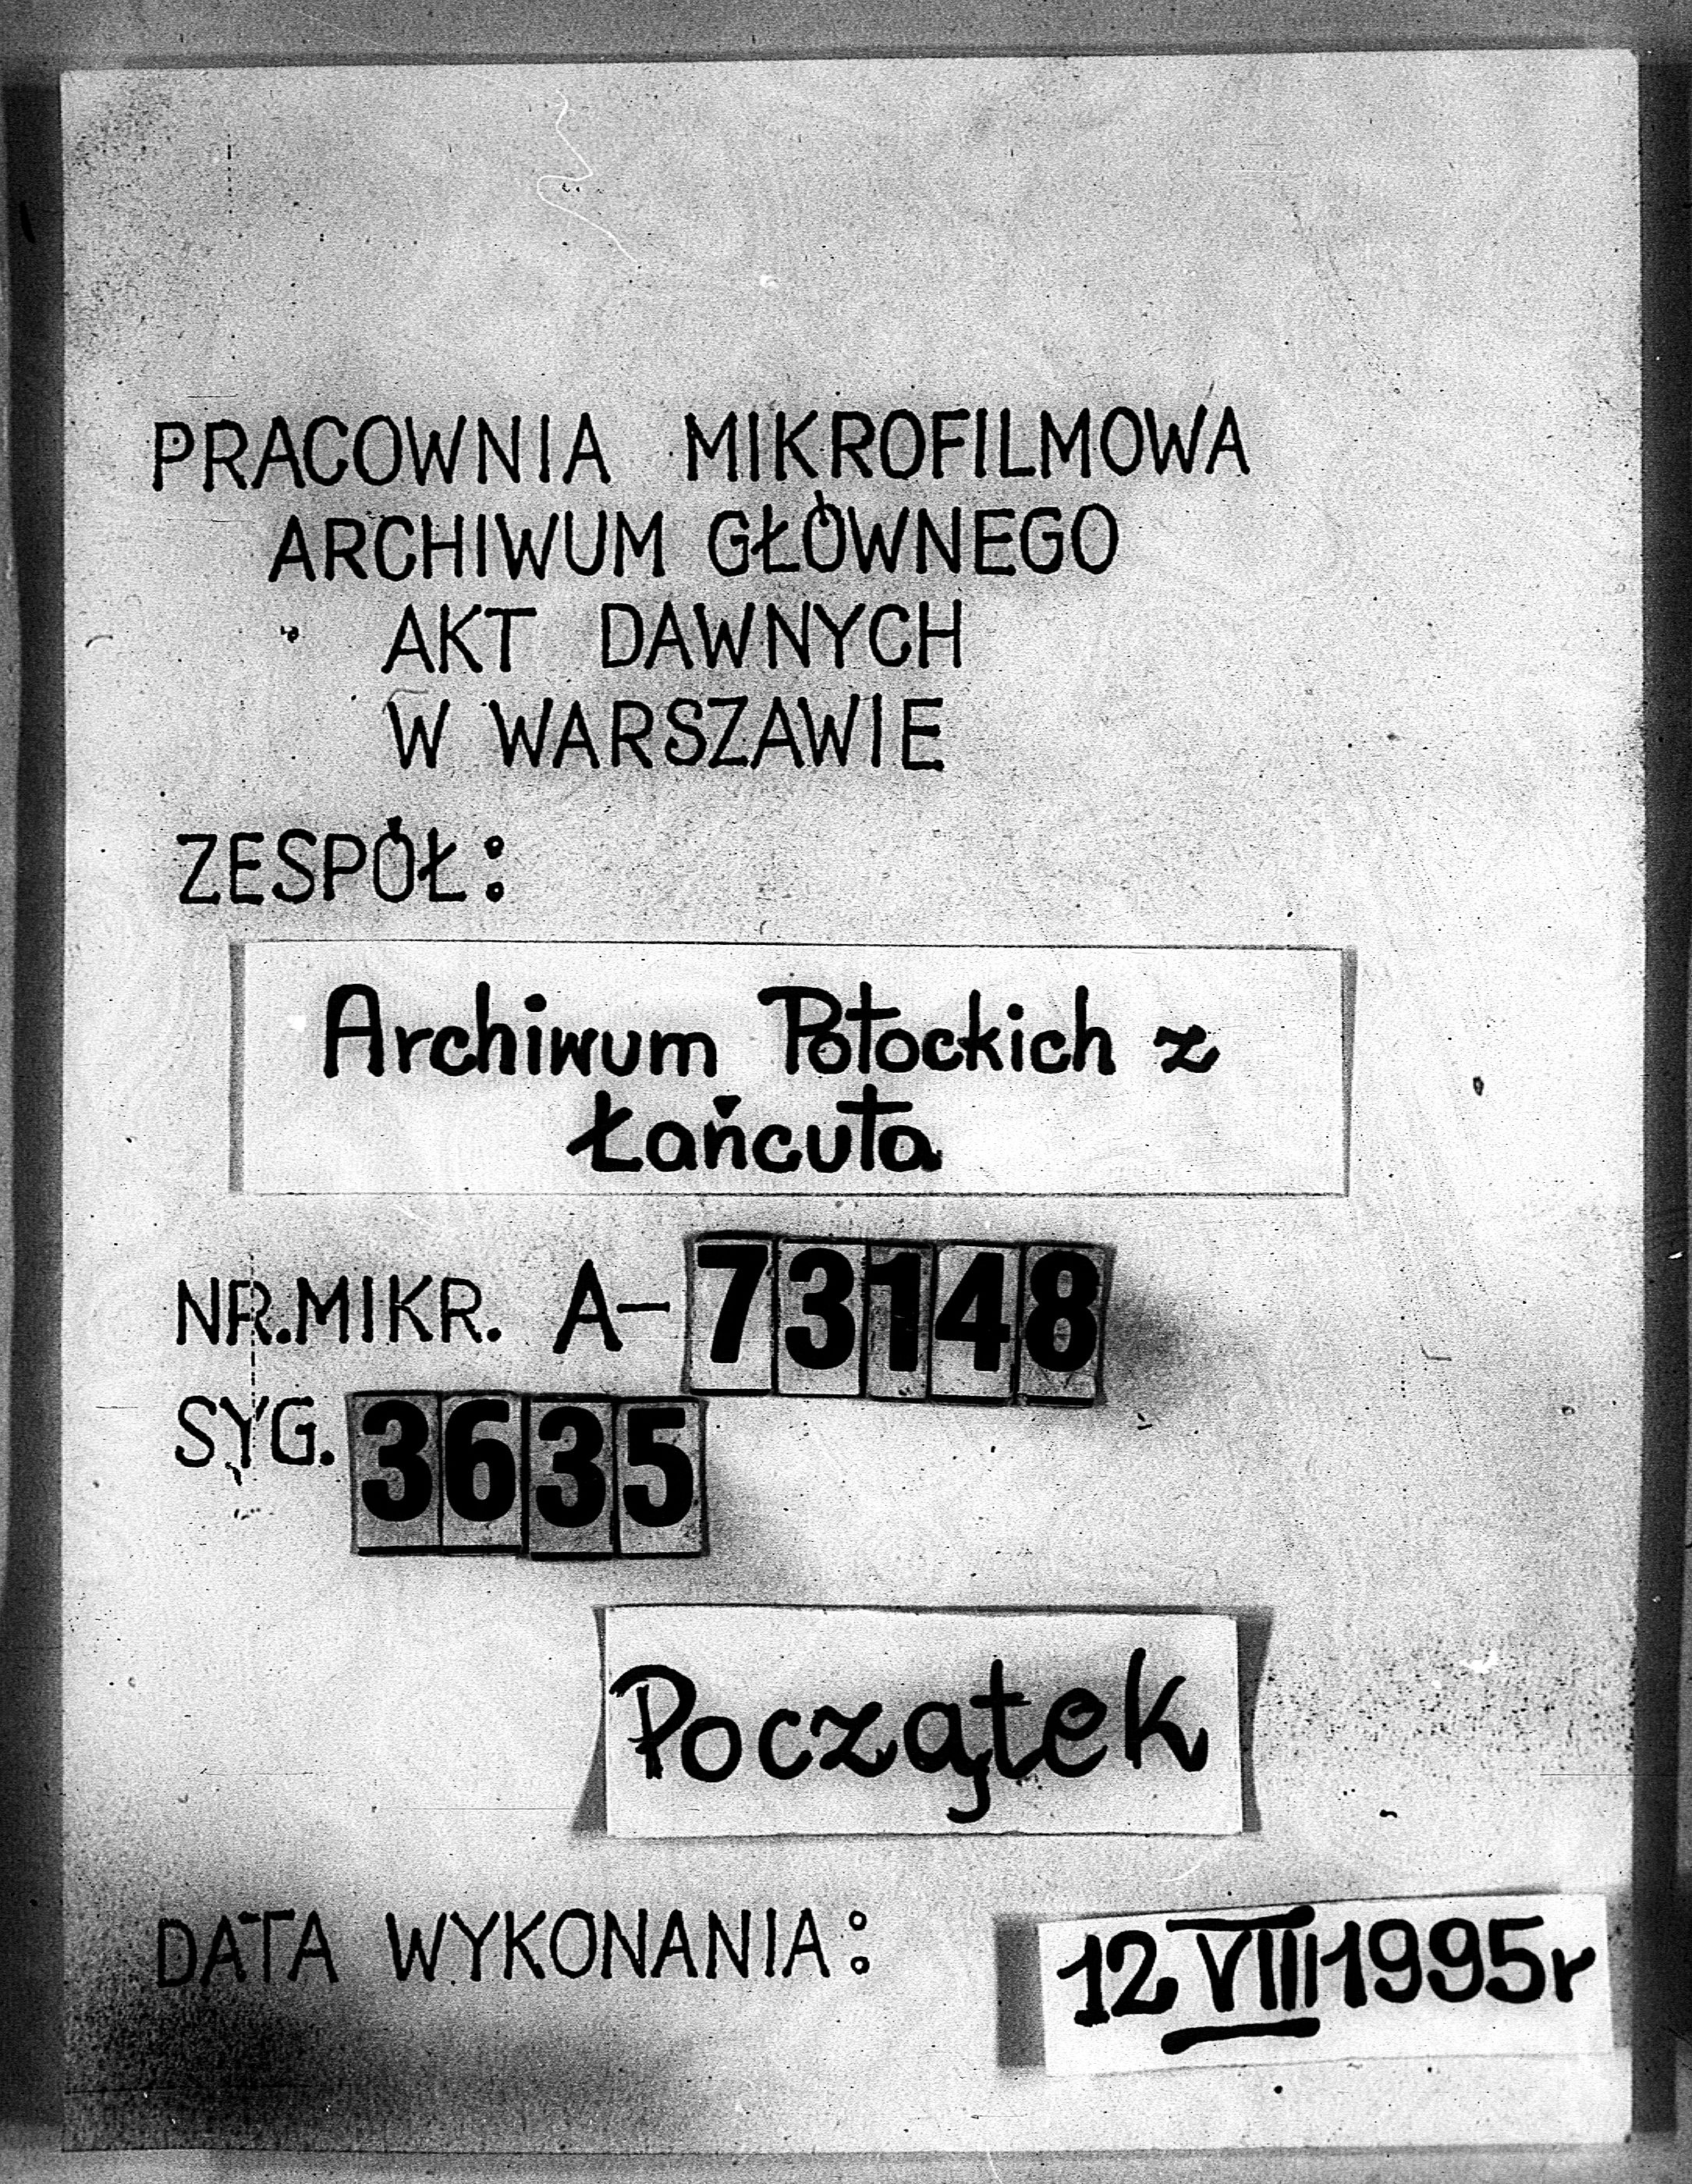 PRACOWNIA MIKROFILMOWA
ARCHIWUM GŁÓWNEGO
AKT DAWNYCH
W WARSZAWIE
ZESPÓŁ:
Archiwum Potockich z
Łańcuta
NR.MIKR. A-73148
SYG. 3635
Początek
DATA WYKONANIA: 12 VIII 1995r